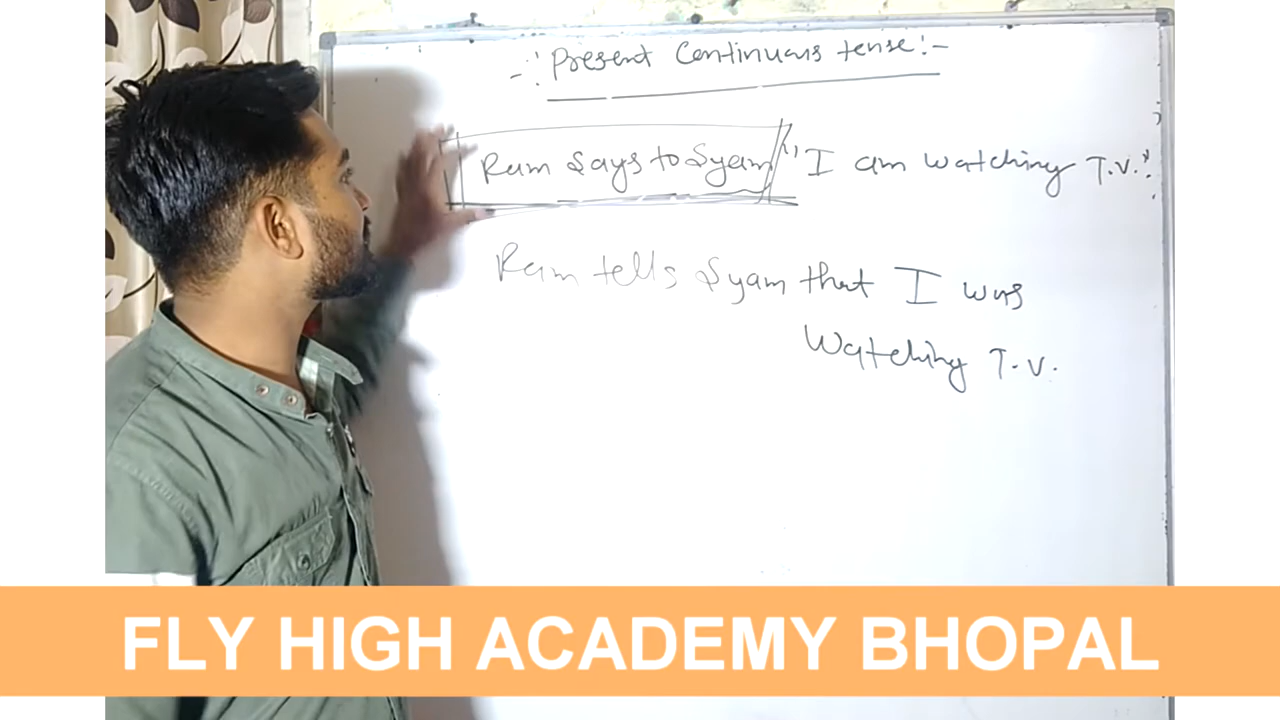 -: Present Continuous tense :-
Ram Says to Syam, " I am watching T.V."
Ram tells Syam that I was
Watching T.V.
FLY HIGH ACADEMY BHOPAL